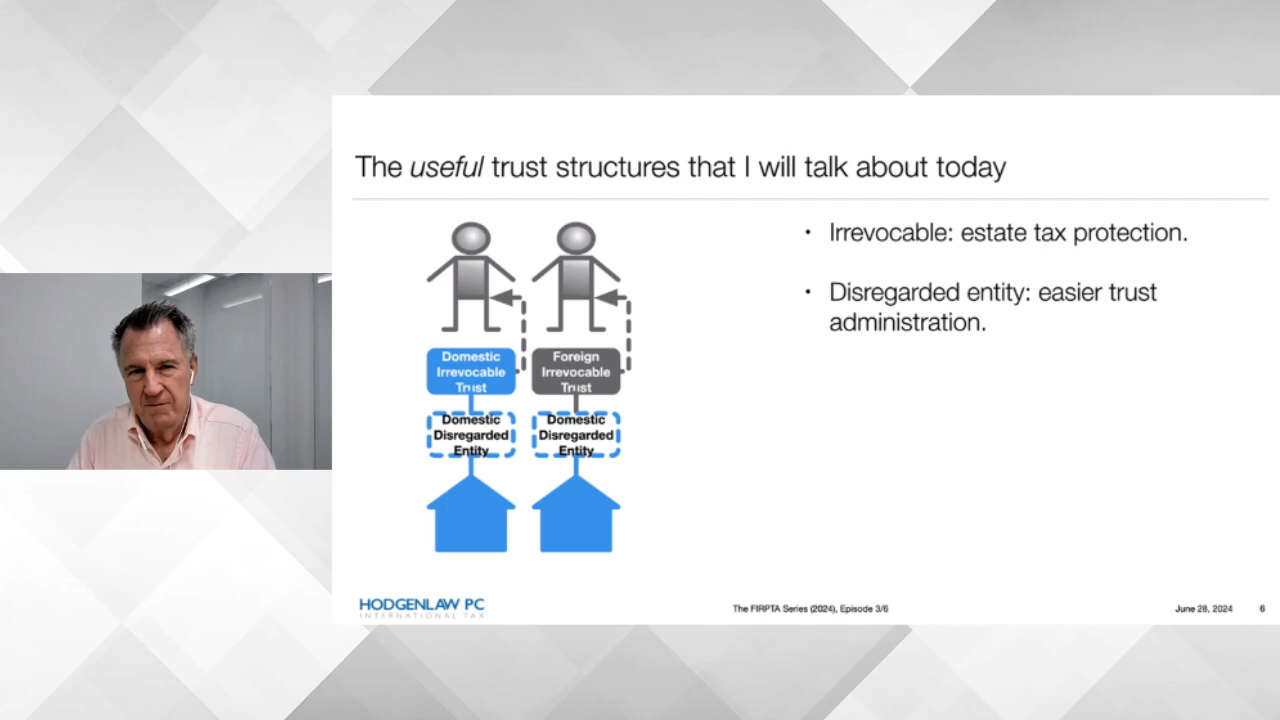 The useful trust structures that I will talk about today
Domestic
Irrevocable
Trust
Foreign
Irrevocable
Trust
Domestic
Disregarded
Entity
Domestic
Disregarded
Entity
• Irrevocable: estate tax protection.
• Disregarded entity: easier trust
administration.
HODGENLAW PC
INTERNATIONAL TAX
The FIRPTA Series (2024), Episode 3/6
June 28, 2024
6